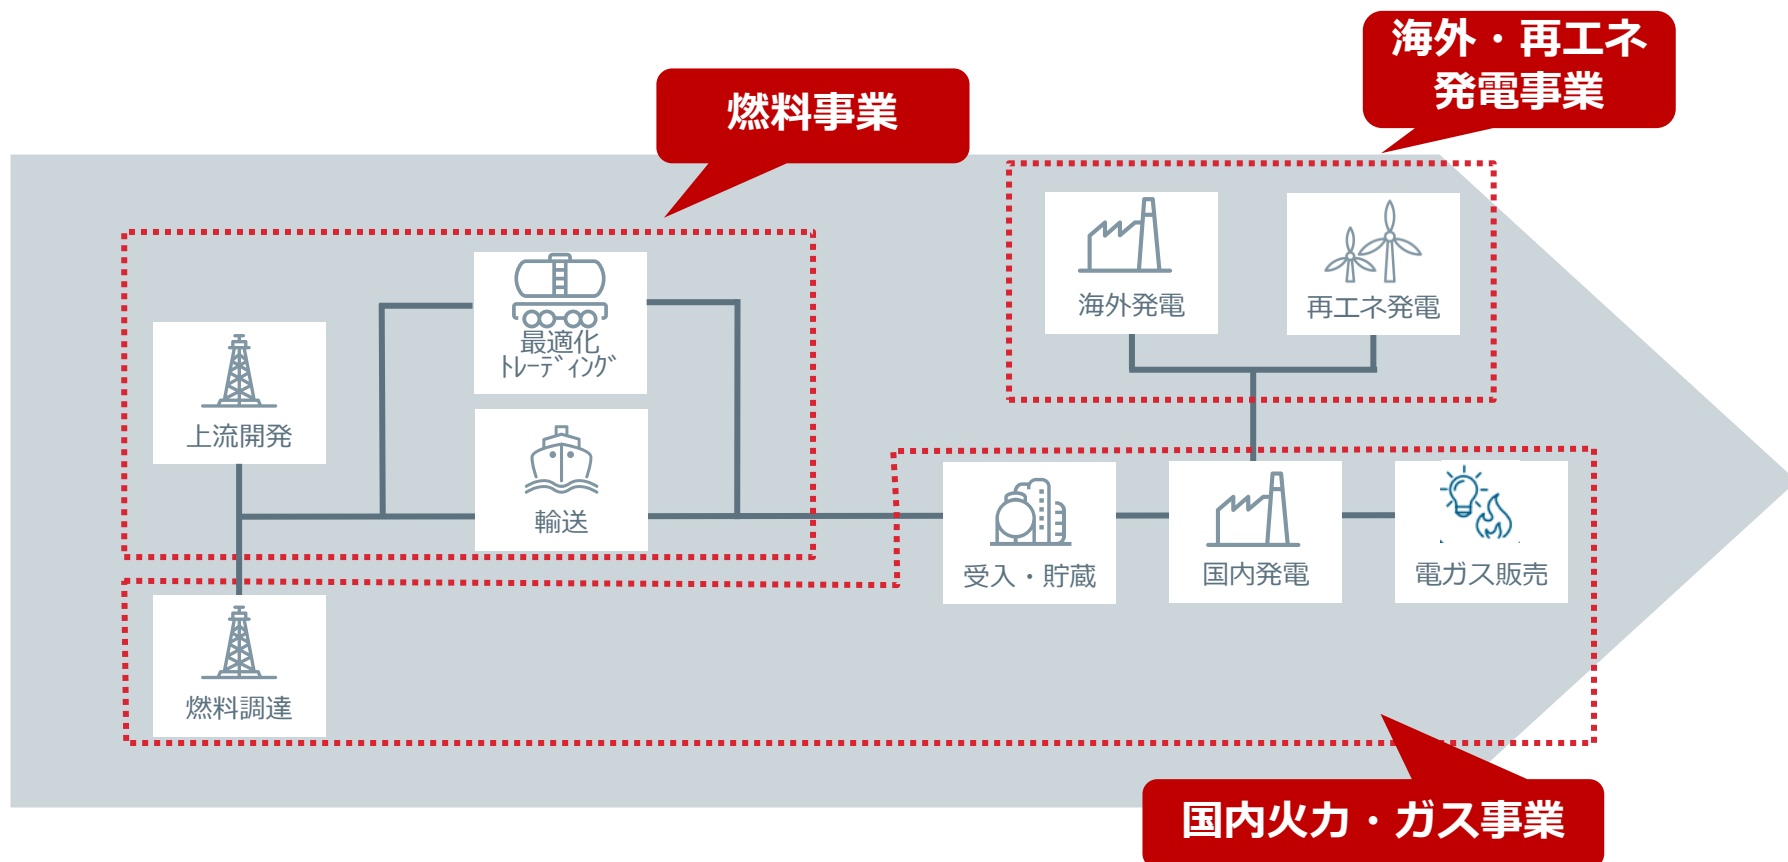 海外・再エネ
発電事業
燃料事業
海外発電
再エネ発電
最適化
ﾄﾚｰﾃﾞｨﾝｸﾞ
上流開発
輸送
受入・貯蔵
国内発電
電ガス販売
燃料調達
国内火力・ガス事業